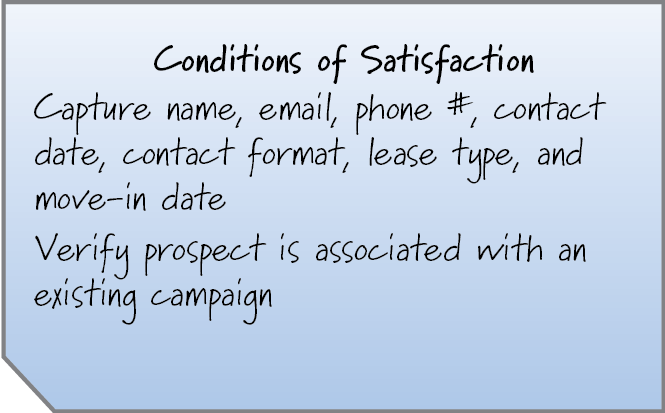 Conditions of Satisfaction
Capture name, email, phone #, contact
date, contact format, lease type, and
move-in date
Verify prospect is associated with an
existing campaign